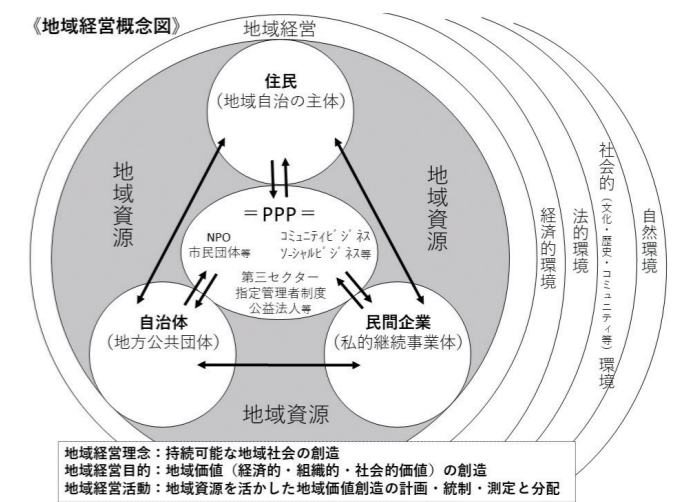 《地域経営概念図》
地域経営
住民
（地域自治の主体）
地域資源
地域資源
＝PPP＝
NPO
市民団体等
ｺﾐｭﾆﾃｨﾋﾞｼﾞﾈｽ
ｿｰｼｬﾙﾋﾞｼﾞﾈｽ等
第三セクター
指定管理者制度
公益法人等
自治体
（地方公共団体）
民間企業
（私的継続事業体）
地域資源
経済的環境
法的環境
社会的（文化・歴史・コミュニティ等）環境
自然環境
地域経営理念：持続可能な地域社会の創造
地域経営目的：地域価値（経済的・組織的・社会的価値）の創造
地域経営活動：地域資源を活かした地域価値創造の計画・統制・測定と分配